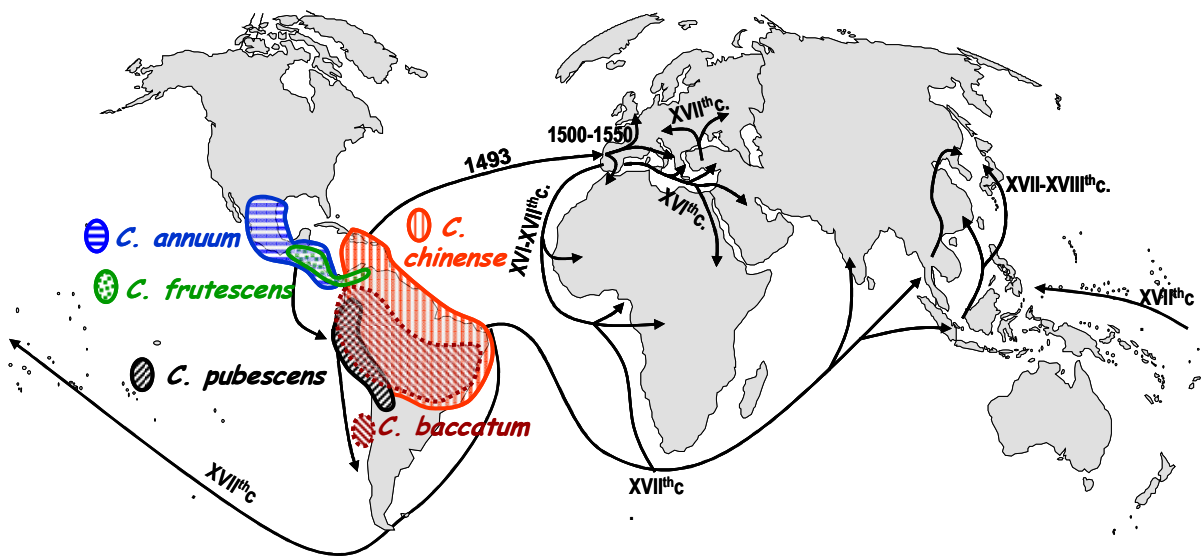 XVIIᵗʰc.
1500-1550
1493
XVI-XVIIᵗʰc.
XVIᵗʰc.
XVII-XVIIIᵗʰc.
C. annuum
C.
chinense
C. frutescens
XVIIᵗʰc
C. pubescens
C. baccatum
XVIIᵗʰc
XVIIᵗʰc